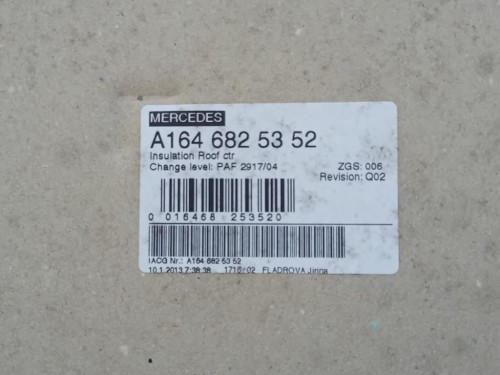 MERCEDES
A164 682 53 52
Insulation Roof ctr
Change level: PAF 2917/04 ZGS: 006
Revision: Q02
0 016468 253520
IACG Nr.: A164 682 53 52
10.1.2013 7:38:38 1716-02 FLADROVA Jirina